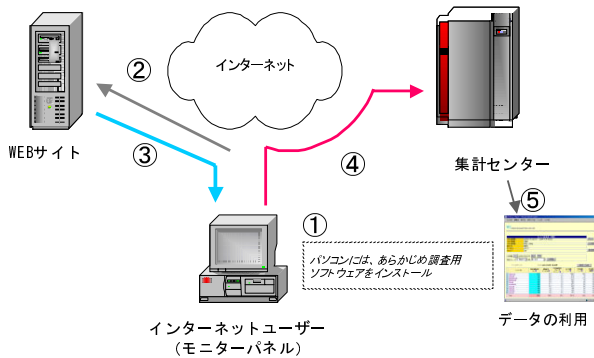 ②
インターネット
WEBサイト
③
④
集計センター
①
⑤
パソコンには、あらかじめ調査用
ソフトウェアをインストール
インターネットユーザー
（モニターパネル）
データの利用